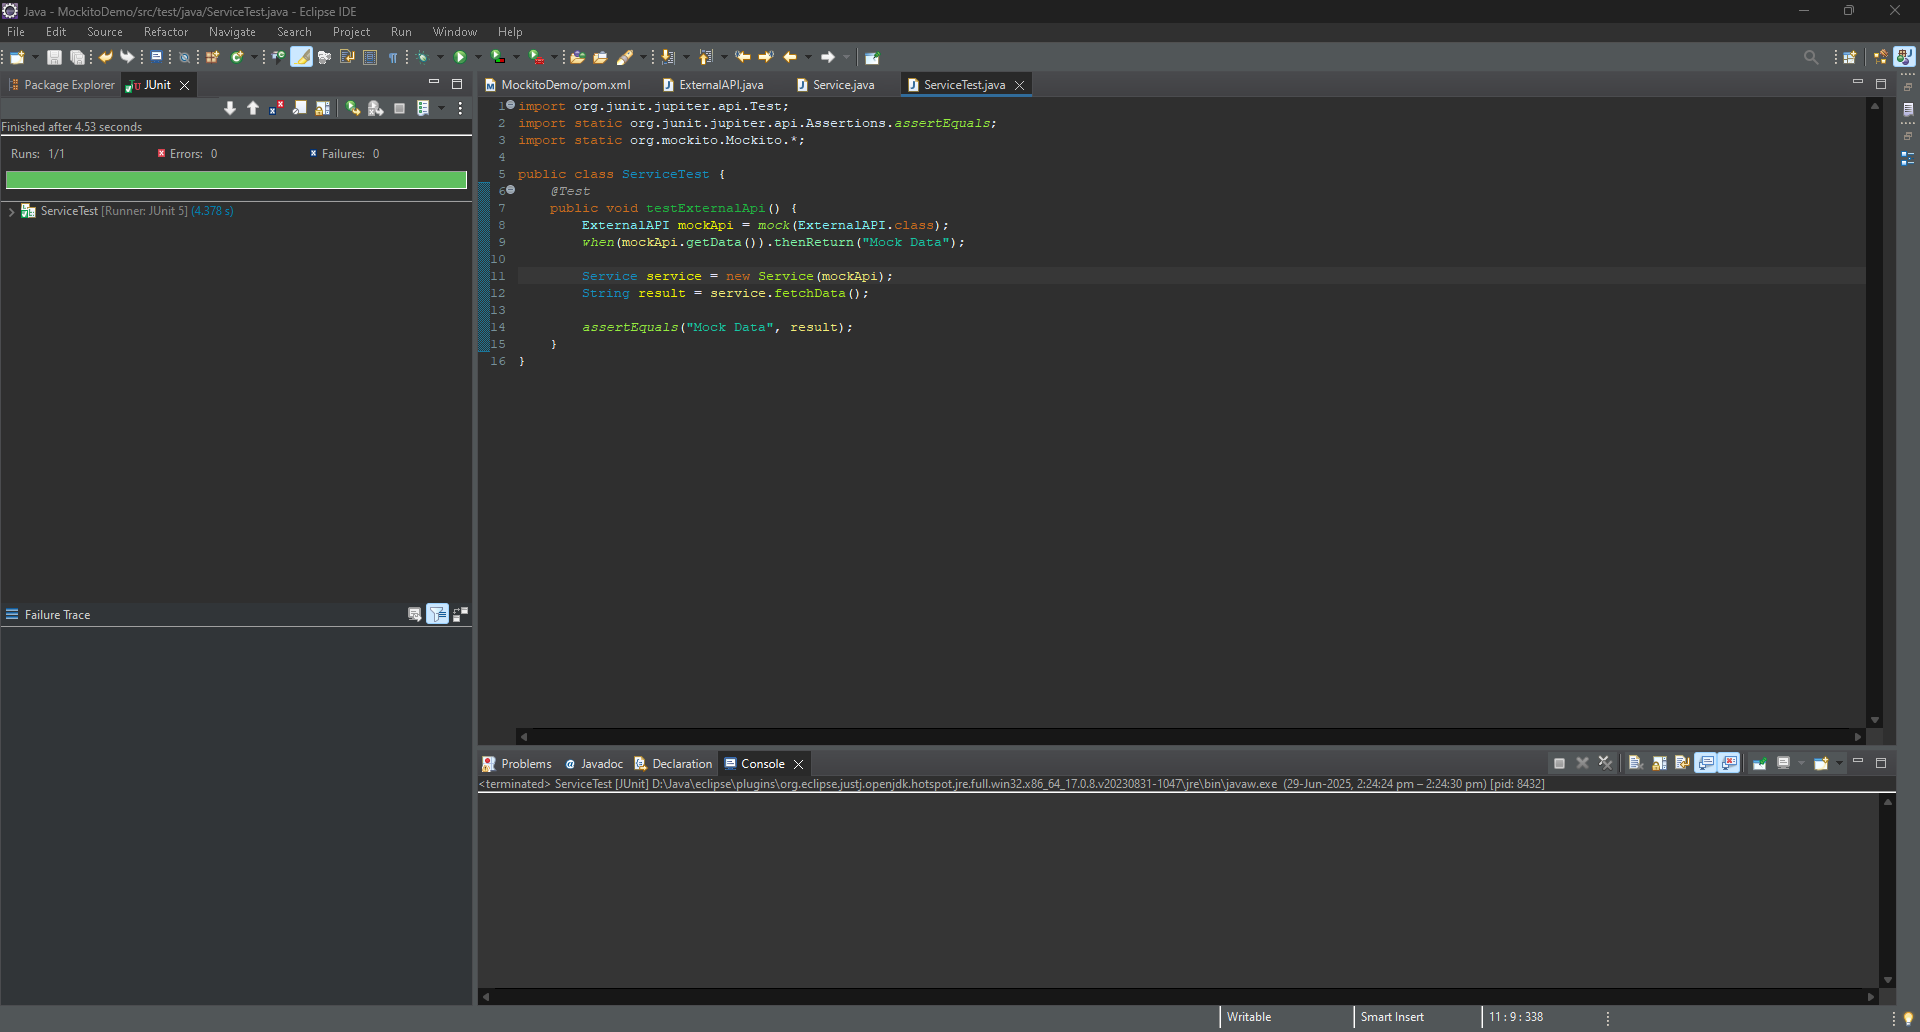 Java - MockitoDemo/src/test/java/ServiceTest.java - Eclipse IDE
File Edit Source Refactor Navigate Search Project Run Window Help
Package Explorer JUnit
Finished after 4.53 seconds
Runs: 1/1 Errors: 0 Failures: 0
ServiceTest [Runner: JUnit 5] (4.378 s)
Failure Trace
MockitoDemo/pom.xml ExternalAPI.java Service.java ServiceTest.java
1 import org.junit.jupiter.api.Test;
2 import static org.junit.jupiter.api.Assertions.assertEquals;
3 import static org.mockito.Mockito.*;
4
5 public class ServiceTest {
6 @Test
7 public void testExternalApi() {
8 ExternalAPI mockApi = mock(ExternalAPI.class);
9 when(mockApi.getData()).thenReturn("Mock Data");
10
11 Service service = new Service(mockApi);
12 String result = service.fetchData();
13
14 assertEquals("Mock Data", result);
15 }
16 }
Problems Javadoc Declaration Console
<terminated> ServiceTest [JUnit] D:\Java\eclipse\plugins\org.eclipse.justj.openjdk.hotspot.jre.full.win32.x86_64_17.0.8.v20230831-1047\jre\bin\javaw.exe (29-Jun-2025, 2:24:24 pm – 2:24:30 pm) [pid: 8432]
Writable Smart Insert 11 : 9 : 338